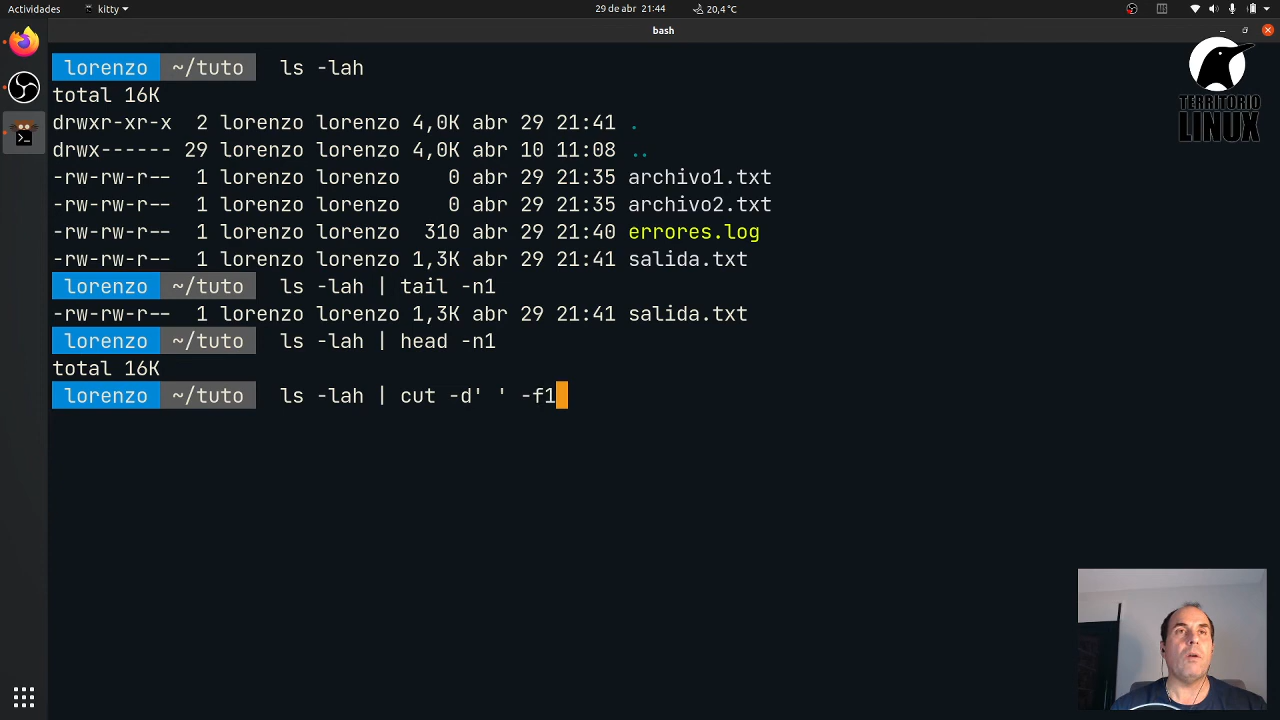 Actividades kitty 29 de abr 21:44 20,4 °C
bash
lorenzo ~/tuto ls -lah
total 16K
drwxr-xr-x 2 lorenzo lorenzo 4,0K abr 29 21:41 .
drwx------ 29 lorenzo lorenzo 4,0K abr 10 11:08 ..
-rw-rw-r-- 1 lorenzo lorenzo 0 abr 29 21:35 archivo1.txt
-rw-rw-r-- 1 lorenzo lorenzo 0 abr 29 21:35 archivo2.txt
-rw-rw-r-- 1 lorenzo lorenzo 310 abr 29 21:40 errores.log
-rw-rw-r-- 1 lorenzo lorenzo 1,3K abr 29 21:41 salida.txt
lorenzo ~/tuto ls -lah | tail -n1
-rw-rw-r-- 1 lorenzo lorenzo 1,3K abr 29 21:41 salida.txt
lorenzo ~/tuto ls -lah | head -n1
total 16K
lorenzo ~/tuto ls -lah | cut -d' ' -f1
TERRITORIO
LINUX